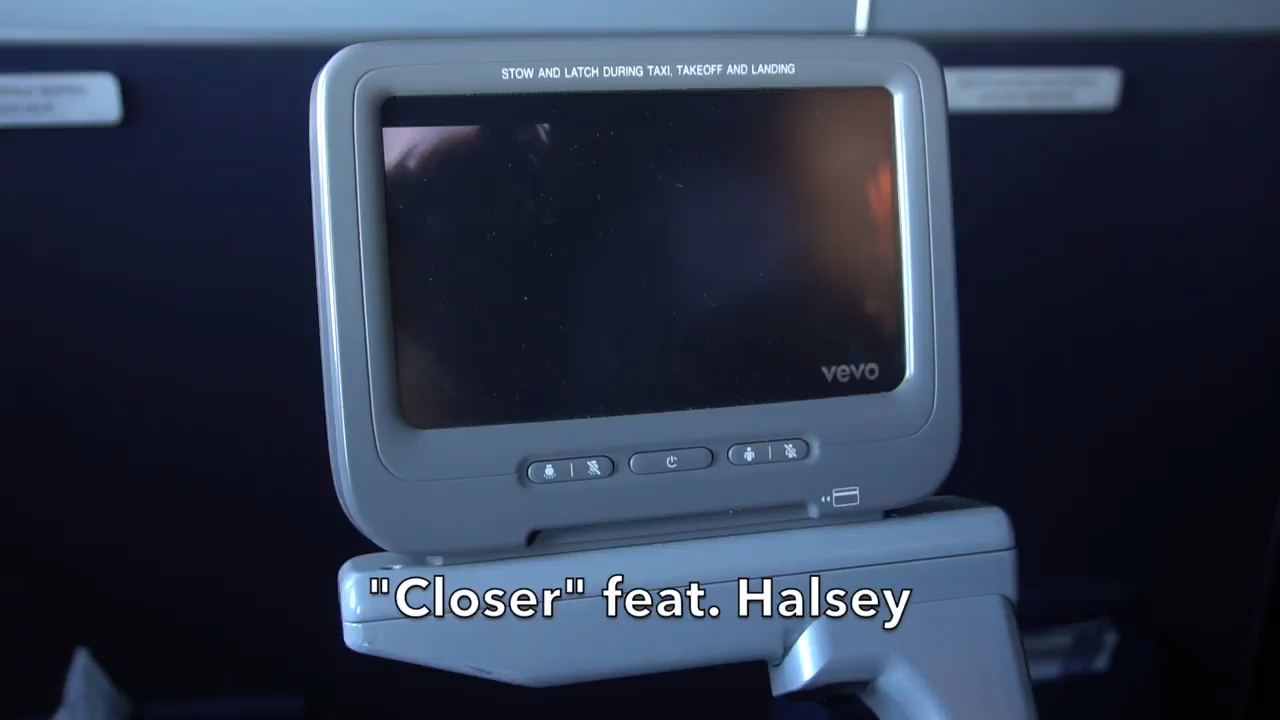 STOW AND LATCH DURING TAXI, TAKEOFF AND LANDING
vevo
"Closer" feat. Halsey